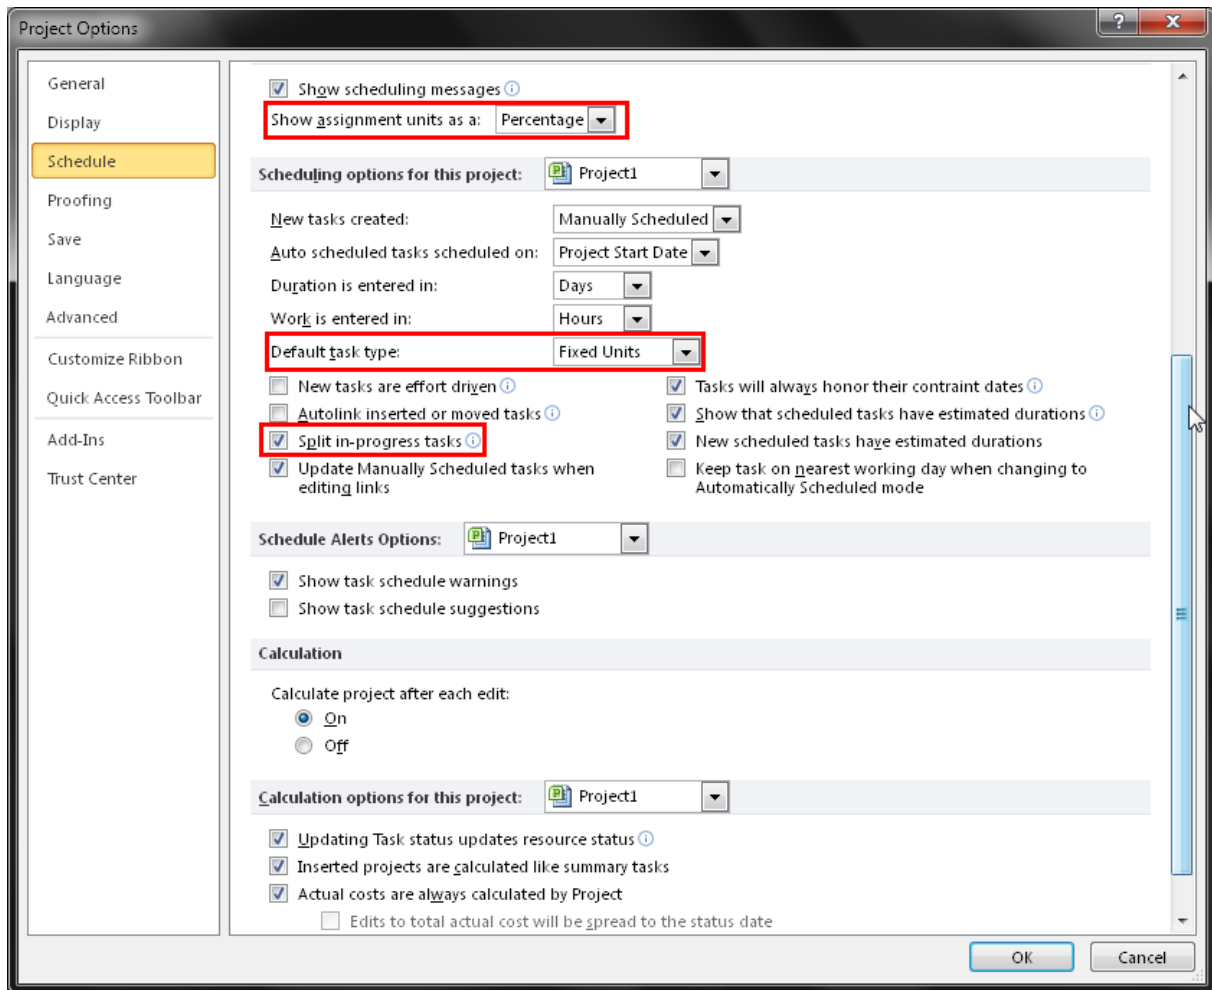 Project Options
General
Display
Schedule
Proofing
Save
Language
Advanced
Customize Ribbon
Quick Access Toolbar
Add-Ins
Trust Center
Show scheduling messages
Show assignment units as a: Percentage
Scheduling options for this project: Project1
New tasks created: Manually Scheduled
Auto scheduled tasks scheduled on: Project Start Date
Duration is entered in: Days
Work is entered in: Hours
Default task type: Fixed Units
New tasks are effort driven
Autolink inserted or moved tasks
Split in-progress tasks
Update Manually Scheduled tasks when
editing links
Tasks will always honor their contraint dates
Show that scheduled tasks have estimated durations
New scheduled tasks have estimated durations
Keep task on nearest working day when changing to
Automatically Scheduled mode
Schedule Alerts Options: Project1
Show task schedule warnings
Show task schedule suggestions
Calculation
Calculate project after each edit:
On
Off
Calculation options for this project: Project1
Updating Task status updates resource status
Inserted projects are calculated like summary tasks
Actual costs are always calculated by Project
Edits to total actual cost will be spread to the status date
OK
Cancel